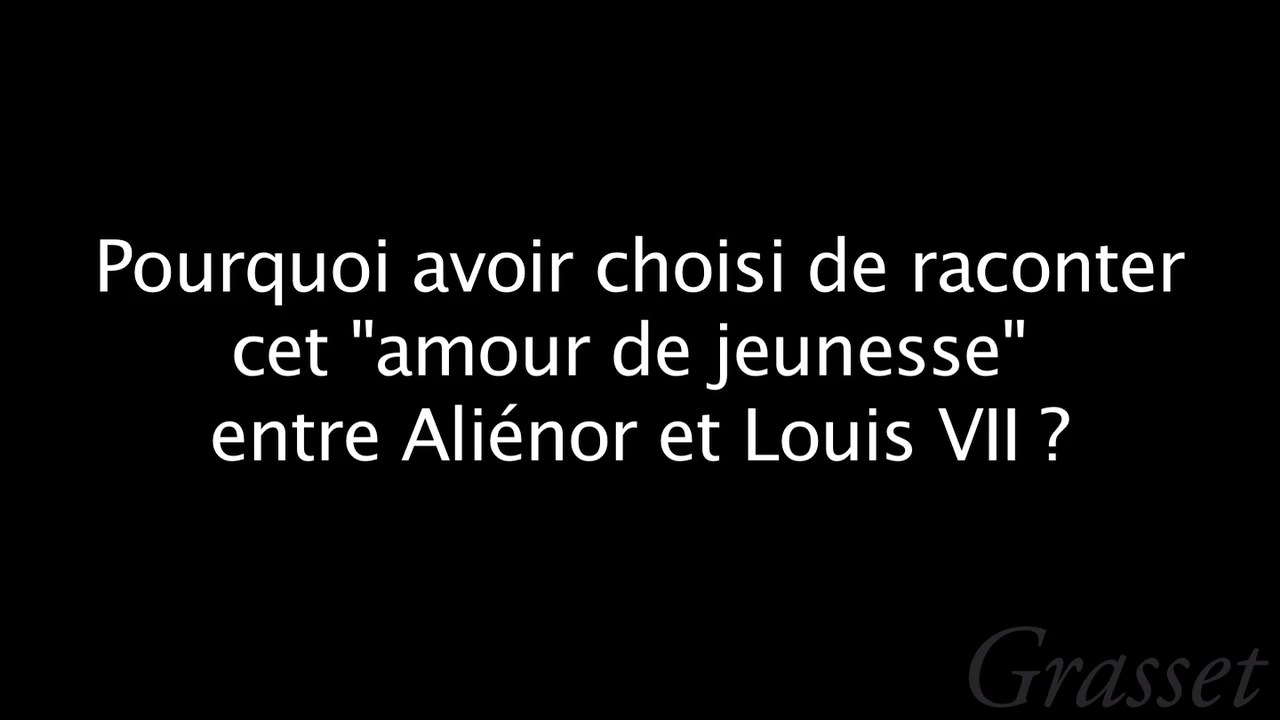 Pourquoi avoir choisi de raconter
cet "amour de jeunesse"
entre Aliénor et Louis VII ?
Grasset